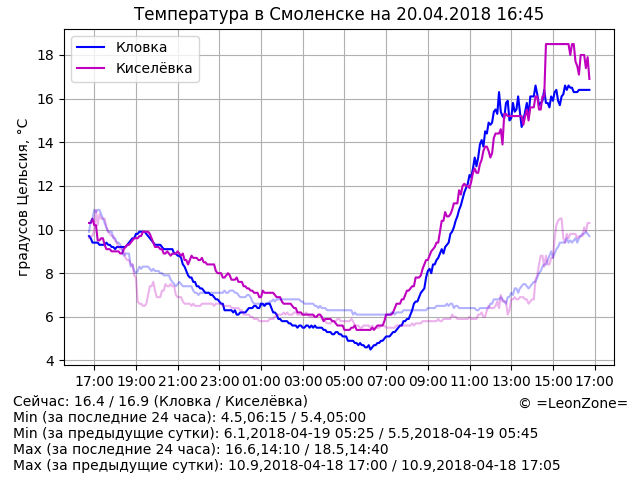 Температура в Смоленске на 20.04.2018 16:45
Кловка
Киселёвка
градусов Цельсия, °C
18
16
14
12
10
8
6
4
17:00 19:00 21:00 23:00 01:00 03:00 05:00 07:00 09:00 11:00 13:00 15:00 17:00
Сейчас: 16.4 / 16.9 (Кловка / Киселёвка)
© =LeonZone=
Min (за последние 24 часа): 4.5,06:15 / 5.4,05:00
Min (за предыдущие сутки): 6.1,2018-04-19 05:25 / 5.5,2018-04-19 05:45
Max (за последние 24 часа): 16.6,14:10 / 18.5,14:40
Max (за предыдущие сутки): 10.9,2018-04-18 17:00 / 10.9,2018-04-18 17:05